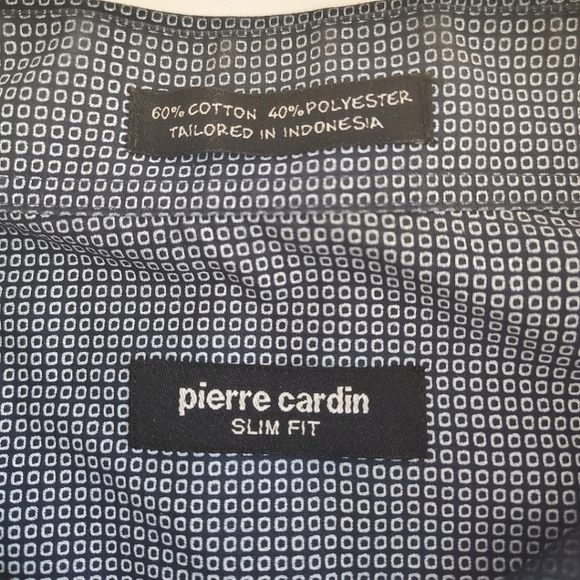 60% COTTON 40% POLYESTER
TAILORED IN INDONESIA
pierre cardin
SLIM FIT